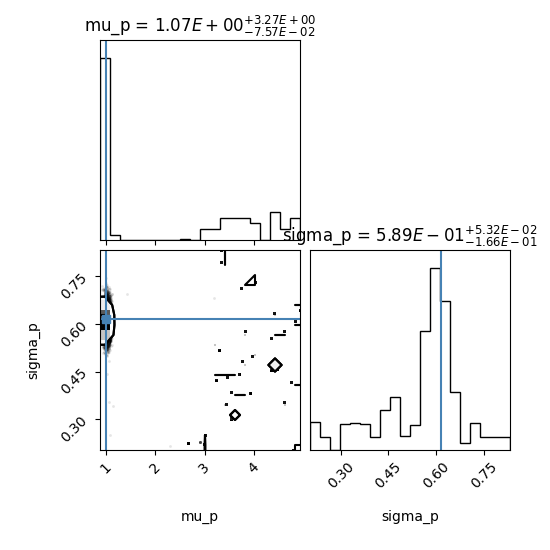 mu_p = 1.07E + 00^{+3.27E+00}_{-7.57E-02}
sigma_p = 5.89E - 01^{+5.32E-02}_{-1.66E-01}
sigma_p
0.75
0.60
0.45
0.30
1 2 3 4
0.30 0.45 0.60 0.75
mu_p
sigma_p